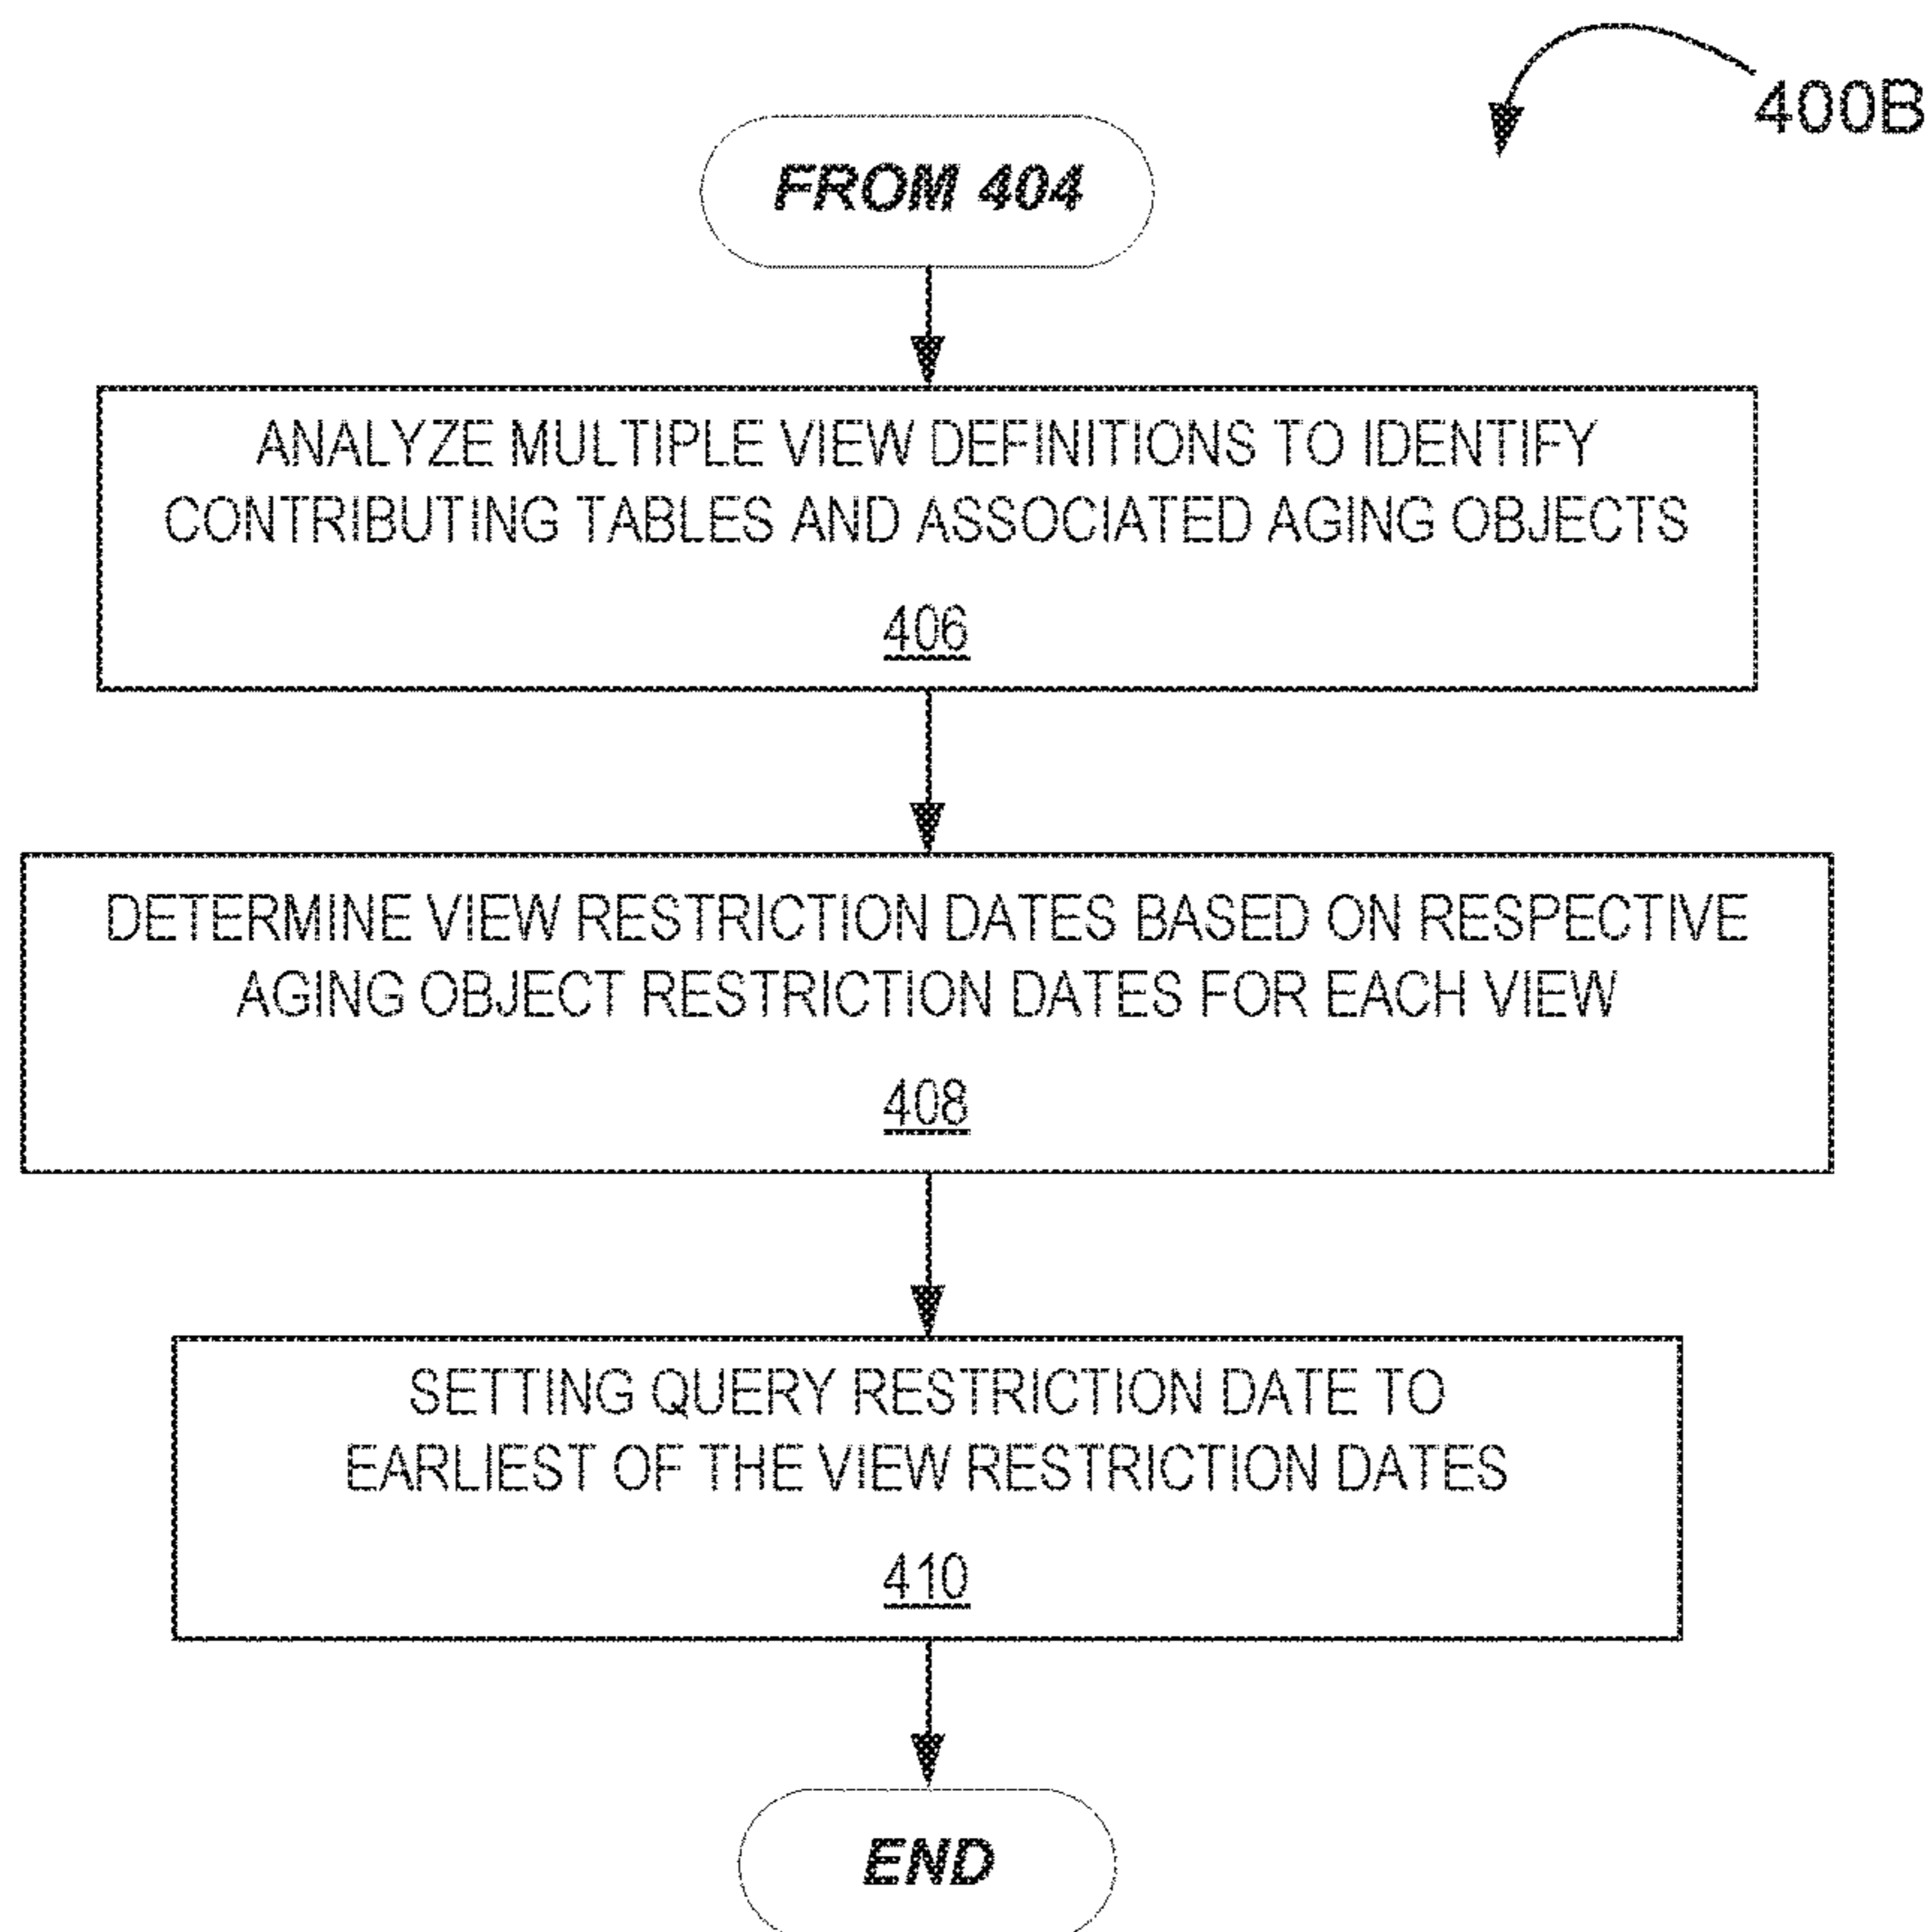 400B
FROM 404
ANALYZE MULTIPLE VIEW DEFINITIONS TO IDENTIFY
CONTRIBUTING TABLES AND ASSOCIATED AGING OBJECTS
406
DETERMINE VIEW RESTRICTION DATES BASED ON RESPECTIVE
AGING OBJECT RESTRICTION DATES FOR EACH VIEW
408
SETTING QUERY RESTRICTION DATE TO
EARLIEST OF THE VIEW RESTRICTION DATES
410
END